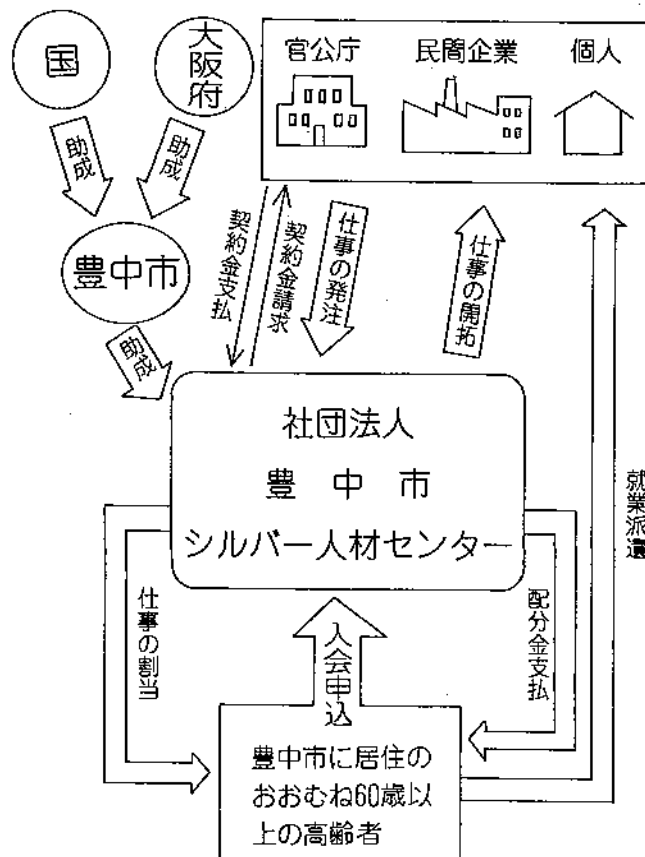 国
大阪府
官公庁
民間企業
個人
助成
助成
豊中市
助成
契約金支払
契約金請求
仕事の発注
仕事の開拓
社団法人
豊中市
シルバー人材センター
仕事の割当
入会申込
配分金支払
就業派遣
豊中市に居住の
おおむね60歳以
上の高齢者